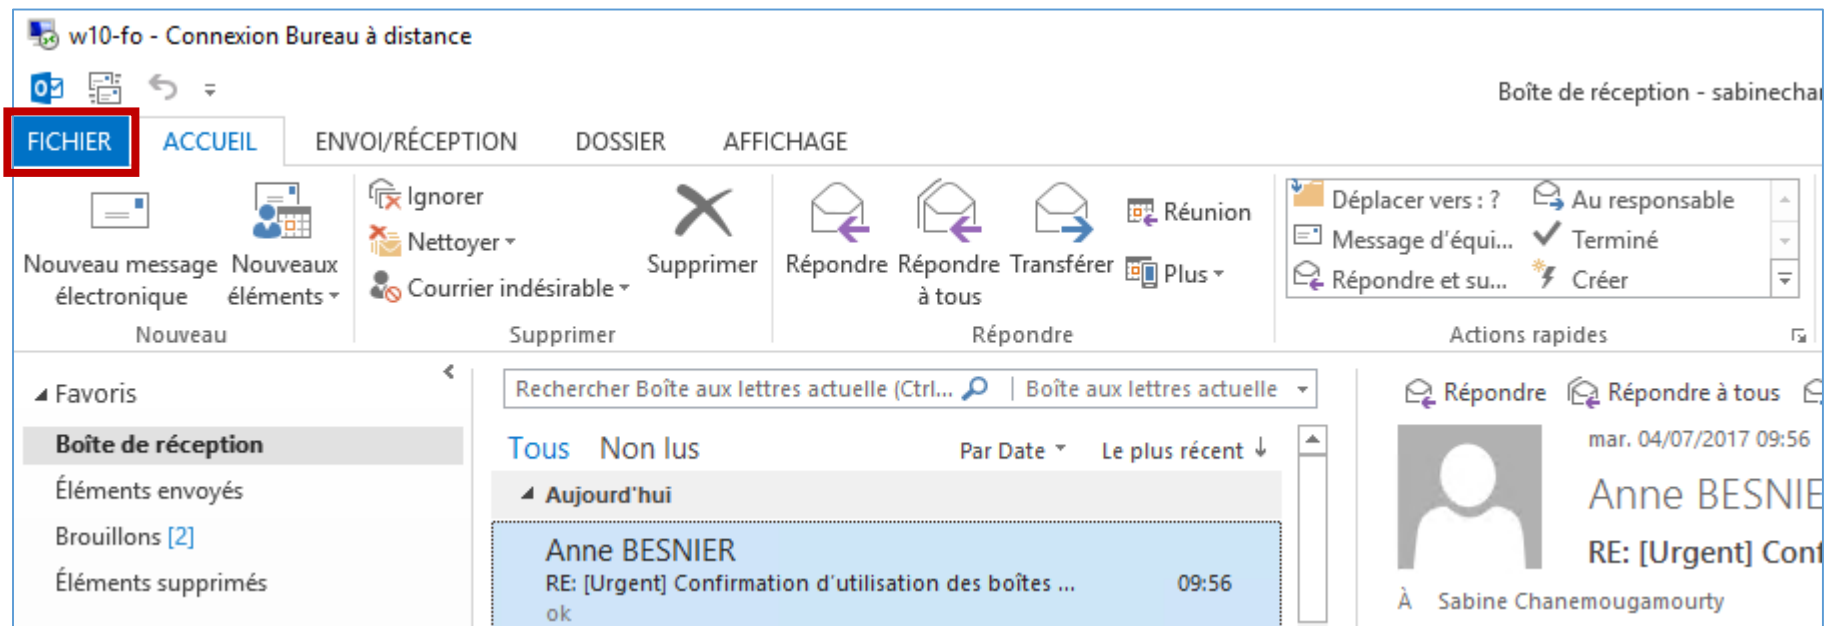 w10-fo - Connexion Bureau à distance
Boîte de réception - sabinechan
FICHIER ACCUEIL ENVOI/RÉCEPTION DOSSIER AFFICHAGE
Nouveau message électronique
Nouveaux éléments
Nouveau
Ignorer
Nettoyer
Courrier indésirable
Supprimer
Supprimer
Répondre
Répondre à tous
Transférer
Réunion
Plus
Répondre
Déplacer vers : ?
Message d'équi...
Répondre et su...
Au responsable
Terminé
Créer
Actions rapides
Favoris
Boîte de réception
Éléments envoyés
Brouillons [2]
Éléments supprimés
Rechercher Boîte aux lettres actuelle (Ctrl... Boîte aux lettres actuelle
Tous Non lus Par Date Le plus récent ↓
Aujourd'hui
Anne BESNIER
RE: [Urgent] Confirmation d'utilisation des boîtes ... 09:56
ok
Répondre Répondre à tous
mar. 04/07/2017 09:56
Anne BESNIE
RE: [Urgent] Conf
À Sabine Chanemougamourty